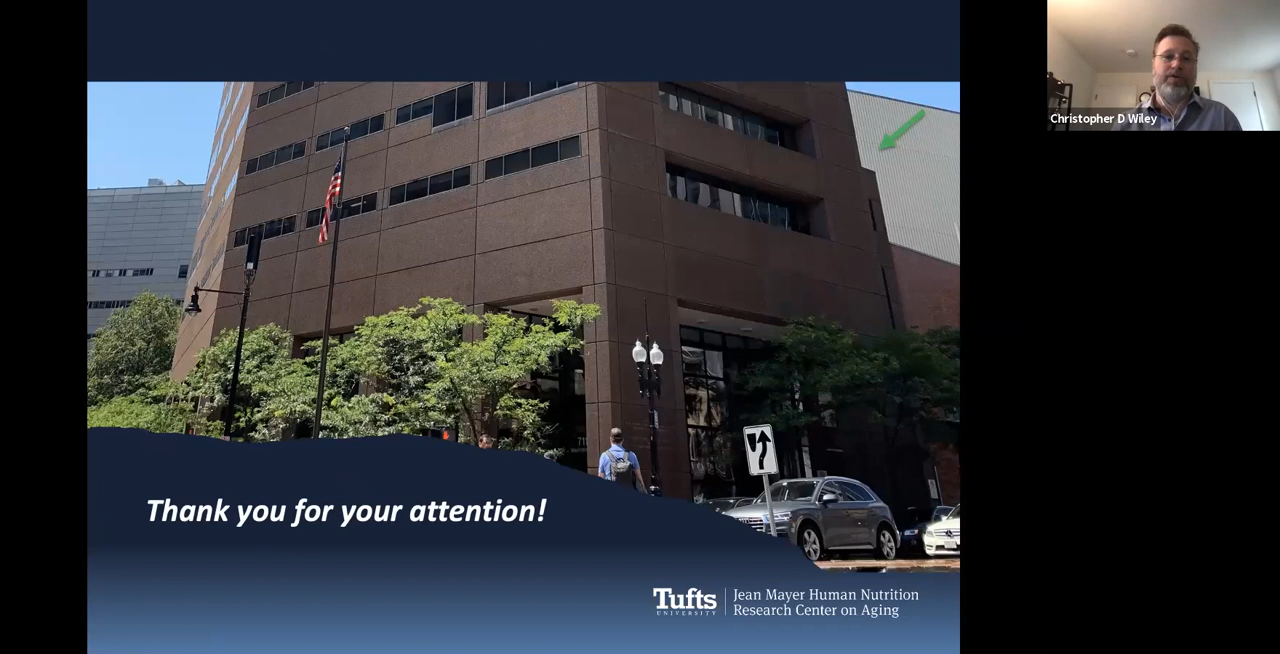 Christopher D Wiley
Thank you for your attention!
Tufts
UNIVERSITY
Jean Mayer Human Nutrition
Research Center on Aging